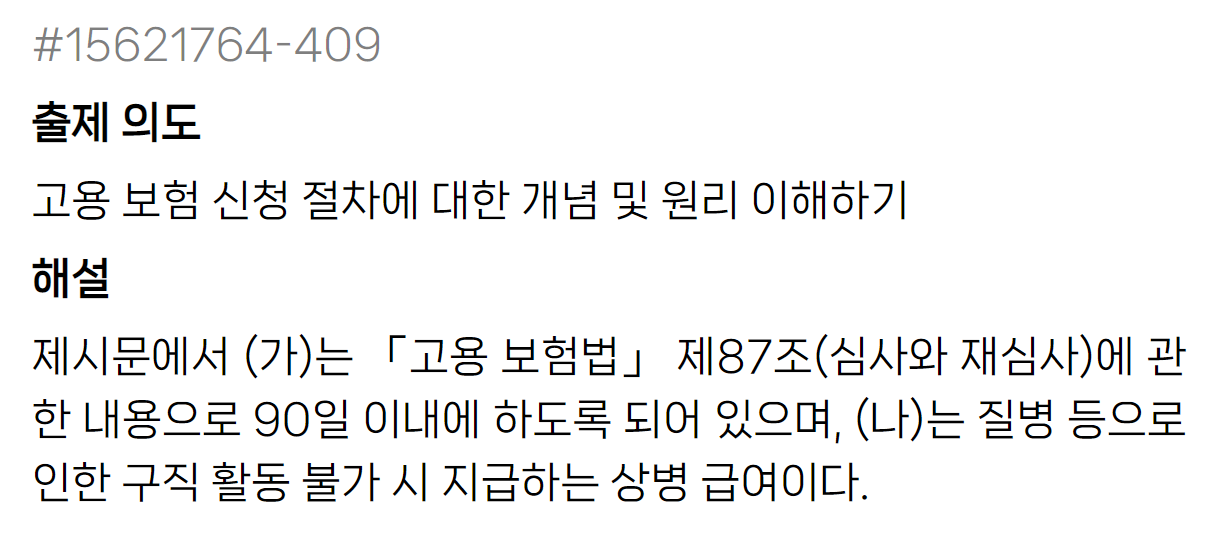 #15621764-409
출제 의도
고용 보험 신청 절차에 대한 개념 및 원리 이해하기
해설
제시문에서 (가)는 「고용 보험법」 제87조(심사와 재심사)에 관
한 내용으로 90일 이내에 하도록 되어 있으며, (나)는 질병 등으로
인한 구직 활동 불가 시 지급하는 상병 급여이다.